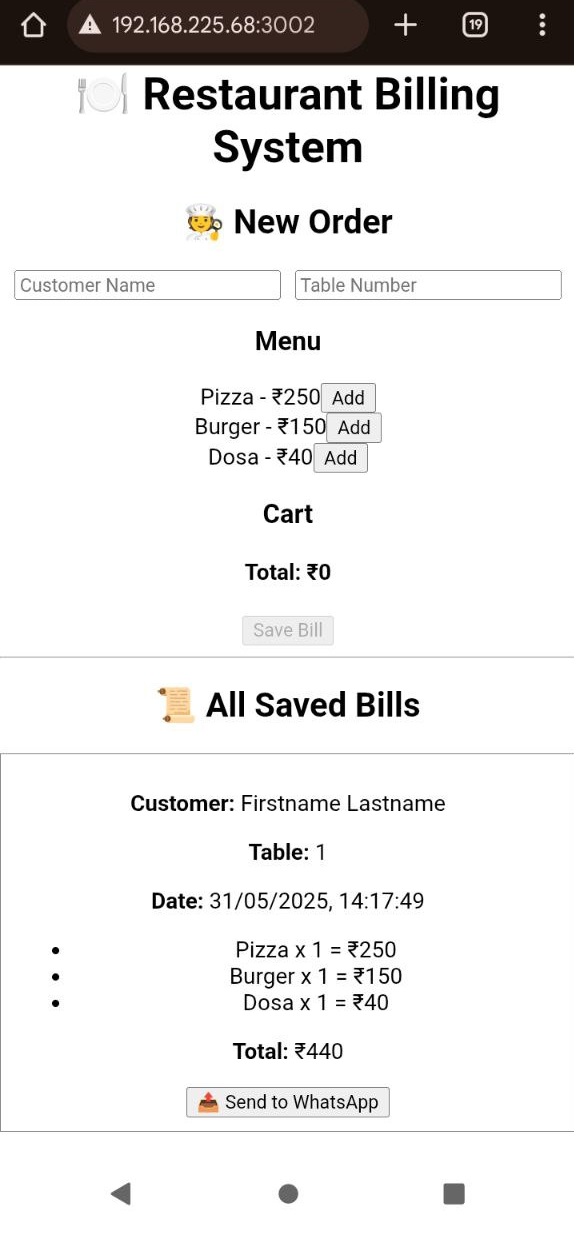 192.168.225.68:3002
19
🍽️ Restaurant Billing
System
🧑‍🍳 New Order
Customer Name Table Number
Menu
Pizza - ₹250 Add
Burger - ₹150 Add
Dosa - ₹40 Add
Cart
Total: ₹0
Save Bill
📜 All Saved Bills
Customer: Firstname Lastname
Table: 1
Date: 31/05/2025, 14:17:49
• Pizza x 1 = ₹250
• Burger x 1 = ₹150
• Dosa x 1 = ₹40
Total: ₹440
📤 Send to WhatsApp